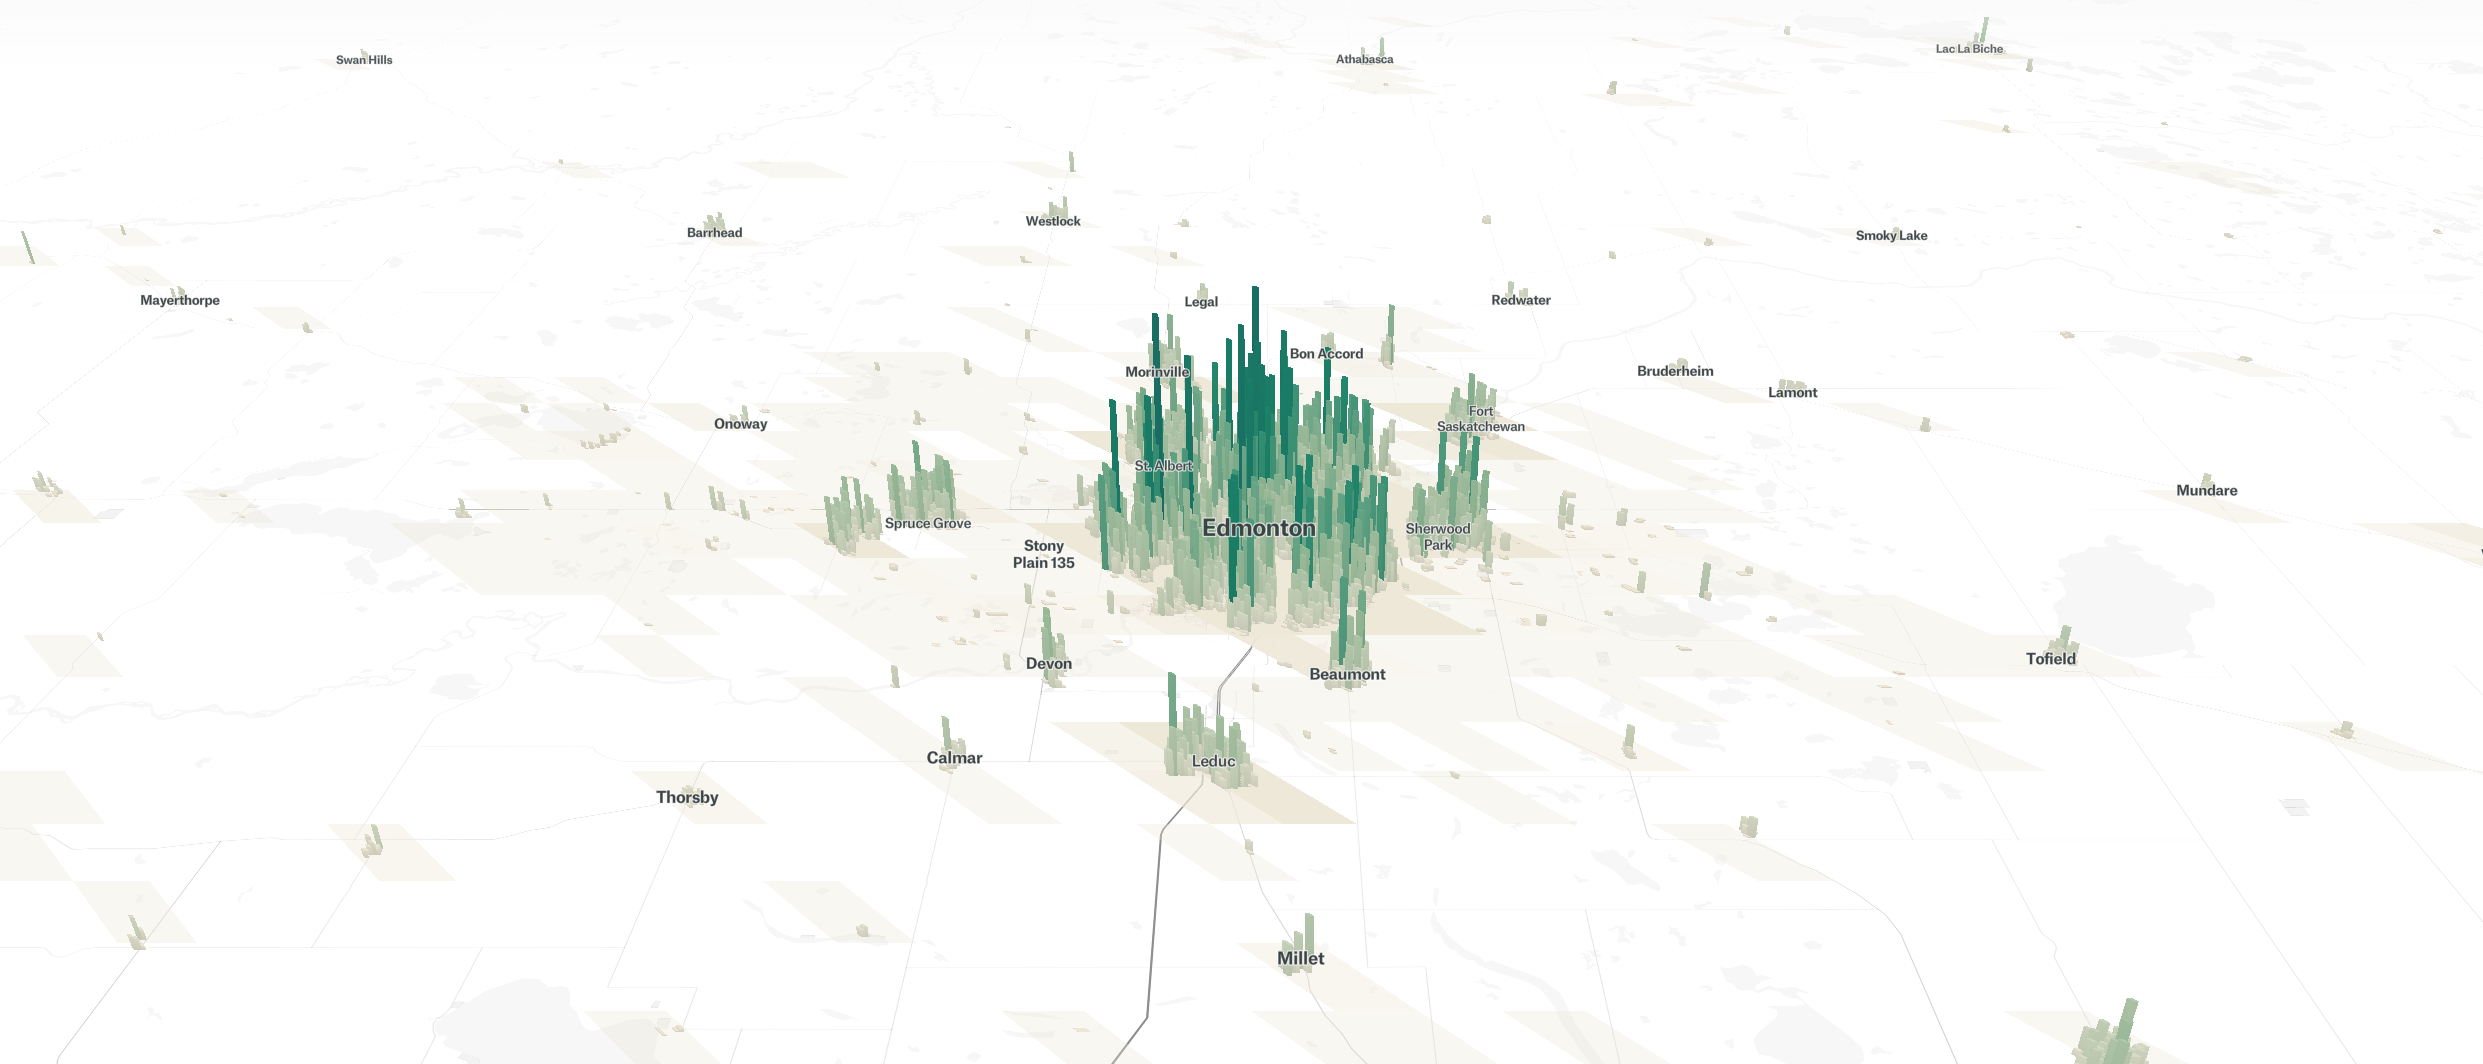 Swan Hills
Athabasca
Lac La Biche
Westlock
Barrhead
Smoky Lake
Mayerthorpe
Legal
Redwater
Bon Accord
Morinville
Bruderheim
Lamont
Onoway
Fort
Saskatchewan
St. Albert
Mundare
Spruce Grove
Edmonton
Sherwood
Park
Stony
Plain 135
Devon
Tofield
Beaumont
Calmar
Leduc
Thorsby
Millet